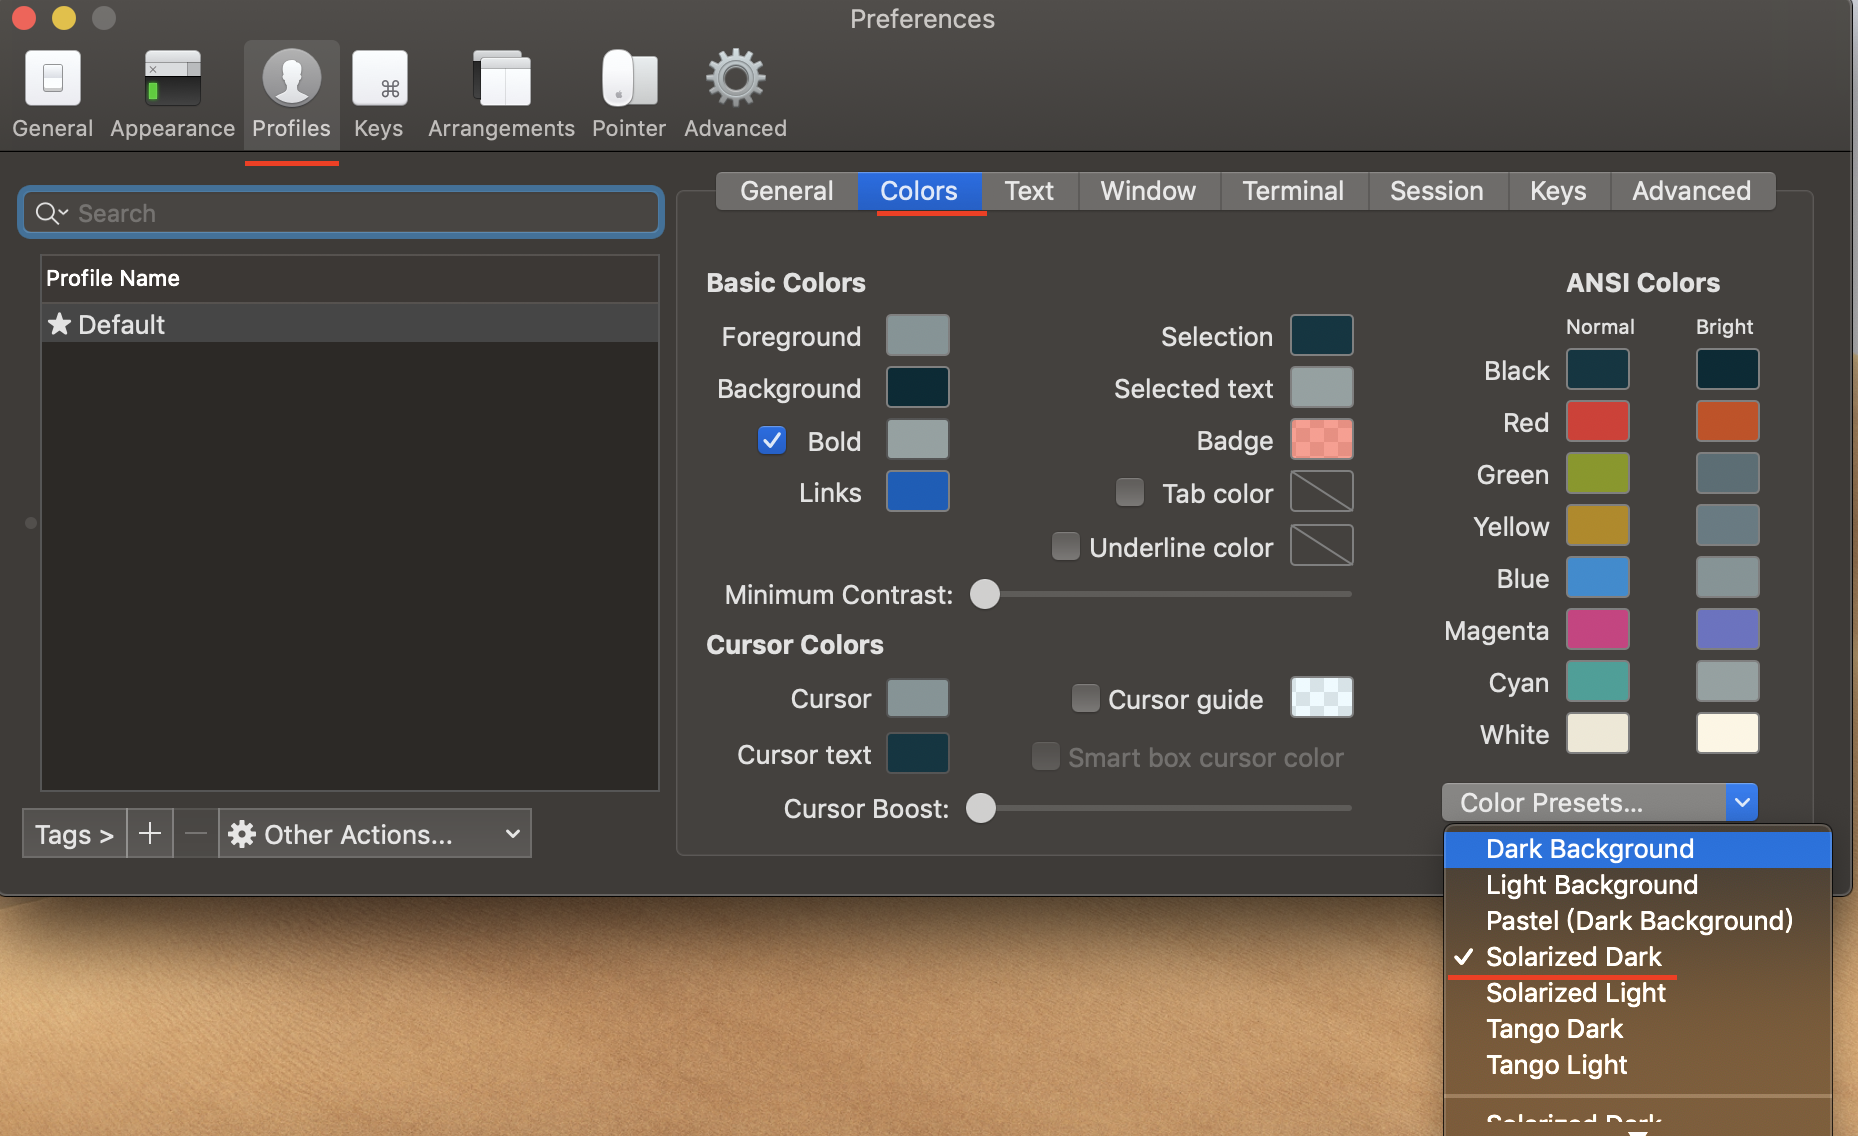 Preferences
General Appearance Profiles Keys Arrangements Pointer Advanced
Search
Profile Name
Default
Tags >
Other Actions...
General Colors Text Window Terminal Session Keys Advanced
Basic Colors
Foreground
Background
Bold
Links
Selection
Selected text
Badge
Tab color
Underline color
Minimum Contrast:
Cursor Colors
Cursor
Cursor text
Cursor guide
Smart box cursor color
Cursor Boost:
ANSI Colors
Normal Bright
Black
Red
Green
Yellow
Blue
Magenta
Cyan
White
Color Presets...
Dark Background
Light Background
Pastel (Dark Background)
Solarized Dark
Solarized Light
Tango Dark
Tango Light
Solarized Dark